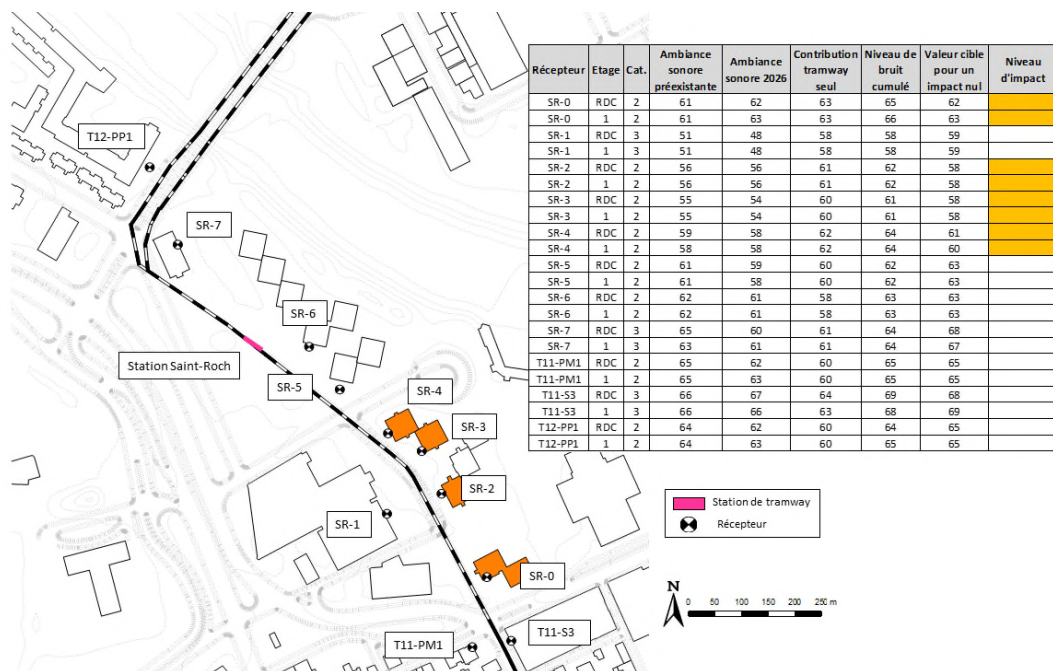 Récepteur Etage Cat. Ambiance sonore préexistante Ambiance sonore 2026 Contribution tramway seul Niveau de bruit cumulé Valeur cible pour un impact nul Niveau d'impact
SR-0 RDC 2 61 62 63 65 62
SR-0 1 2 61 63 63 66 63
SR-1 RDC 3 51 48 58 58 59
SR-1 1 3 51 48 58 58 59
SR-2 RDC 2 56 56 61 62 58
SR-2 1 2 56 56 61 62 58
SR-3 RDC 2 55 54 60 61 58
SR-3 1 2 55 54 60 61 58
SR-4 RDC 2 59 58 62 64 61
SR-4 1 2 58 58 62 64 60
SR-5 RDC 2 61 59 60 62 63
SR-5 1 2 61 58 60 62 63
SR-6 RDC 2 62 61 58 63 63
SR-6 1 2 62 61 58 63 63
SR-7 RDC 3 65 60 61 64 68
SR-7 1 3 63 61 61 64 67
T11-PM1 RDC 2 65 62 60 65 65
T11-PM1 1 2 65 63 60 65 65
T11-S3 RDC 3 66 67 64 69 68
T11-S3 1 3 66 66 63 68 69
T12-PP1 RDC 2 64 62 60 64 65
T12-PP1 1 2 64 63 60 65 65
T12-PP1
SR-7
SR-6
Station Saint-Roch
SR-5
SR-4
SR-3
SR-2
SR-1
SR-0
T11-S3
T11-PM1
Station de tramway
Récepteur
N
0 50 100 150 200 250 m